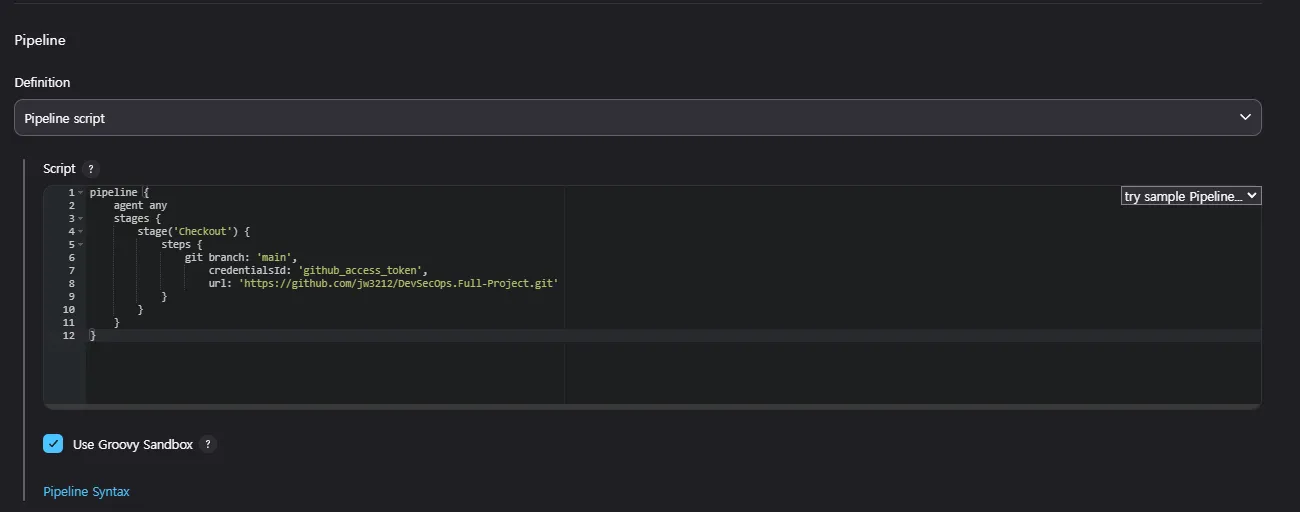 Pipeline
Definition
Pipeline script
Script ?
try sample Pipeline...
1 pipeline {
2     agent any
3     stages {
4         stage('Checkout') {
5             steps {
6                 git branch: 'main',
7                     credentialsId: 'github_access_token',
8                     url: 'https://github.com/jw3212/DevSecOps.Full-Project.git'
9             }
10         }
11     }
12 }
Use Groovy Sandbox ?
Pipeline Syntax